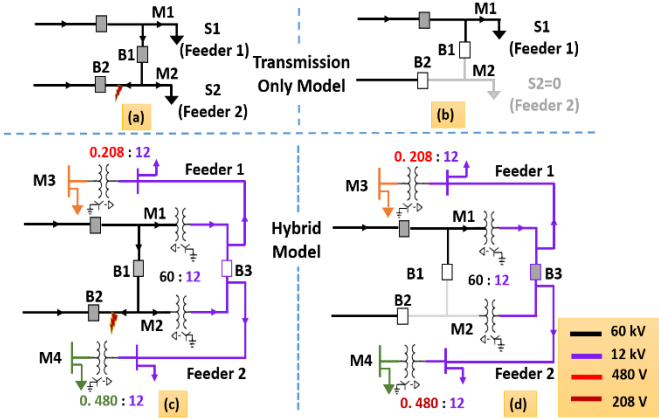 M1
S1
(Feeder 1)
B1
B2
M2
S2
(Feeder 2)
(a)
Transmission
Only Model
M1
S1
(Feeder 1)
B1
B2
M2
S2=0
(Feeder 2)
(b)
0.208 : 12
Feeder 1
M3
M1
B1
60 : 12
B3
B2
M2
M4
Feeder 2
0. 480 : 12
(c)
Hybrid
Model
0. 208 : 12
Feeder 1
M3
M1
B1
60 : 12
B3
B2
M2
M4
Feeder 2
0.480 : 12
(d)
60 kV
12 kV
480 V
208 V